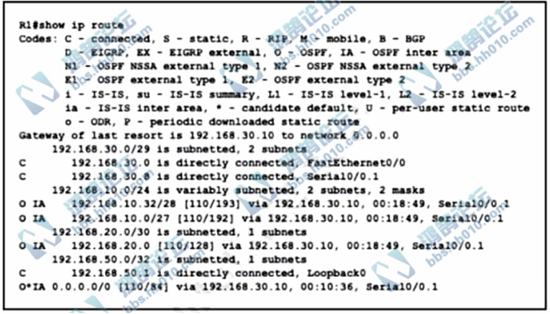 R1#show ip route
Codes: C - connected, S - static, R - RIP, M - mobile, B - BGP
D - EIGRP, EX - EIGRP external, O - OSPF, IA - OSPF inter area
N1 - OSPF NSSA external type 1, N2 - OSPF NSSA external type 2
E1 - OSPF external type 1, E2 - OSPF external type 2
i - IS-IS, su - IS-IS summary, L1 - IS-IS level-1, L2 - IS-IS level-2
ia - IS-IS inter area, * - candidate default, U - per-user static route
o - ODR, P - periodic downloaded static route
Gateway of last resort is 192.168.30.10 to network 0.0.0.0
192.168.30.0/29 is subnetted, 2 subnets
C 192.168.30.0 is directly connected, FastEthernet0/0
C 192.168.30.8 is directly connected, Serial0/0.1
192.168.10.0/24 is variably subnetted, 2 subnets, 2 masks
O IA 192.168.10.32/28 [110/193] via 192.168.30.10, 00:18:49, Serial0/0.1
O IA 192.168.10.0/27 [110/192] via 192.168.30.10, 00:18:49, Serial0/0.1
192.168.20.0/30 is subnetted, 1 subnets
O IA 192.168.20.0 [110/128] via 192.168.30.10, 00:18:49, Serial0/0.1
192.168.50.0/32 is subnetted, 1 subnets
C 192.168.50.1 is directly connected, Loopback0
O*IA 0.0.0.0/0 [110/84] via 192.168.30.10, 00:10:36, Serial0/0.1
鸿鹄论坛
bbs.hh010.com